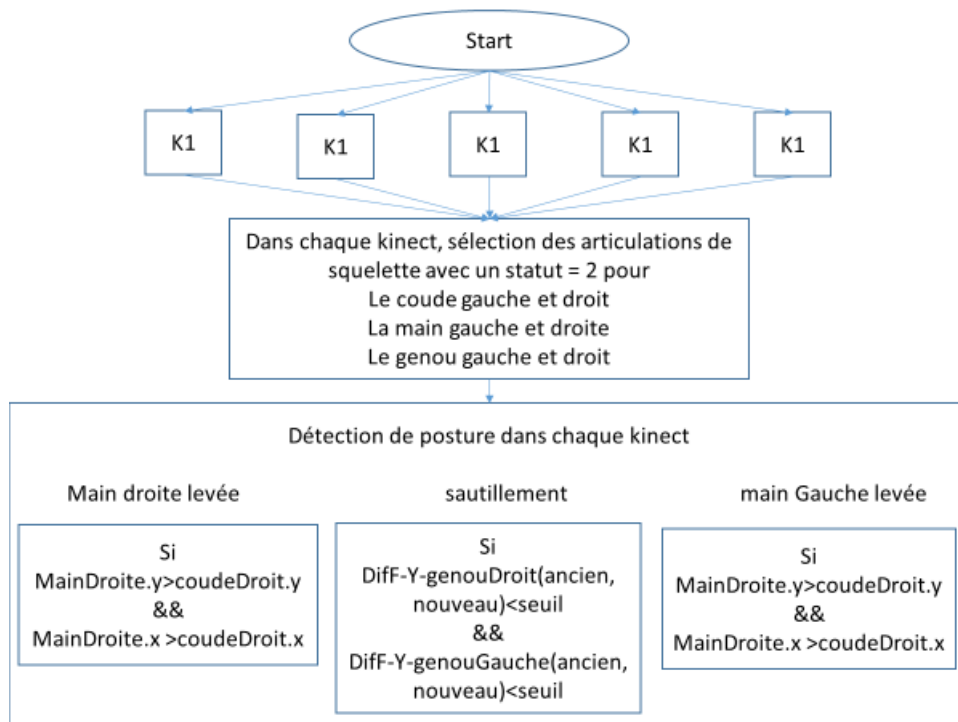 Start
K1
K1
K1
K1
K1
Dans chaque kinect, sélection des articulations de
squelette avec un statut = 2 pour
Le coude gauche et droit
La main gauche et droite
Le genou gauche et droit
Détection de posture dans chaque kinect
Main droite levée
Si
MainDroite.y>coudeDroit.y
&&
MainDroite.x >coudeDroit.x
sautillement
Si
DifF-Y-genouDroit(ancien,
nouveau)<seuil
&&
DifF-Y-genouGauche(ancien,
nouveau)<seuil
main Gauche levée
Si
MainDroite.y>coudeDroit.y
&&
MainDroite.x >coudeDroit.x